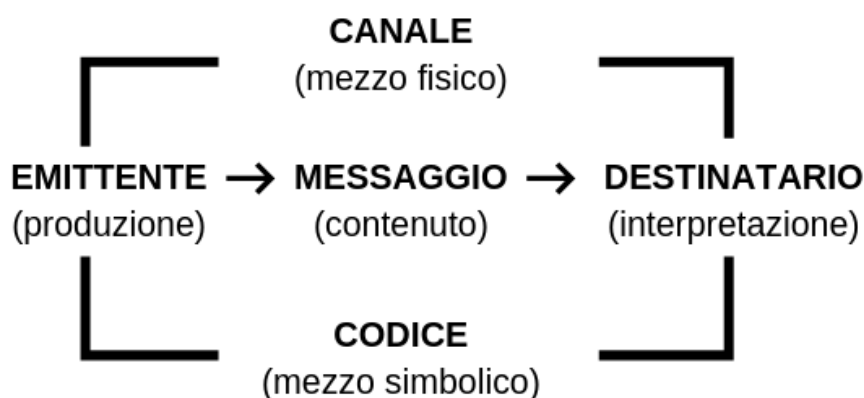 CANALE
(mezzo fisico)
EMITTENTE → MESSAGGIO → DESTINATARIO
(produzione) (contenuto) (interpretazione)
CODICE
(mezzo simbolico)